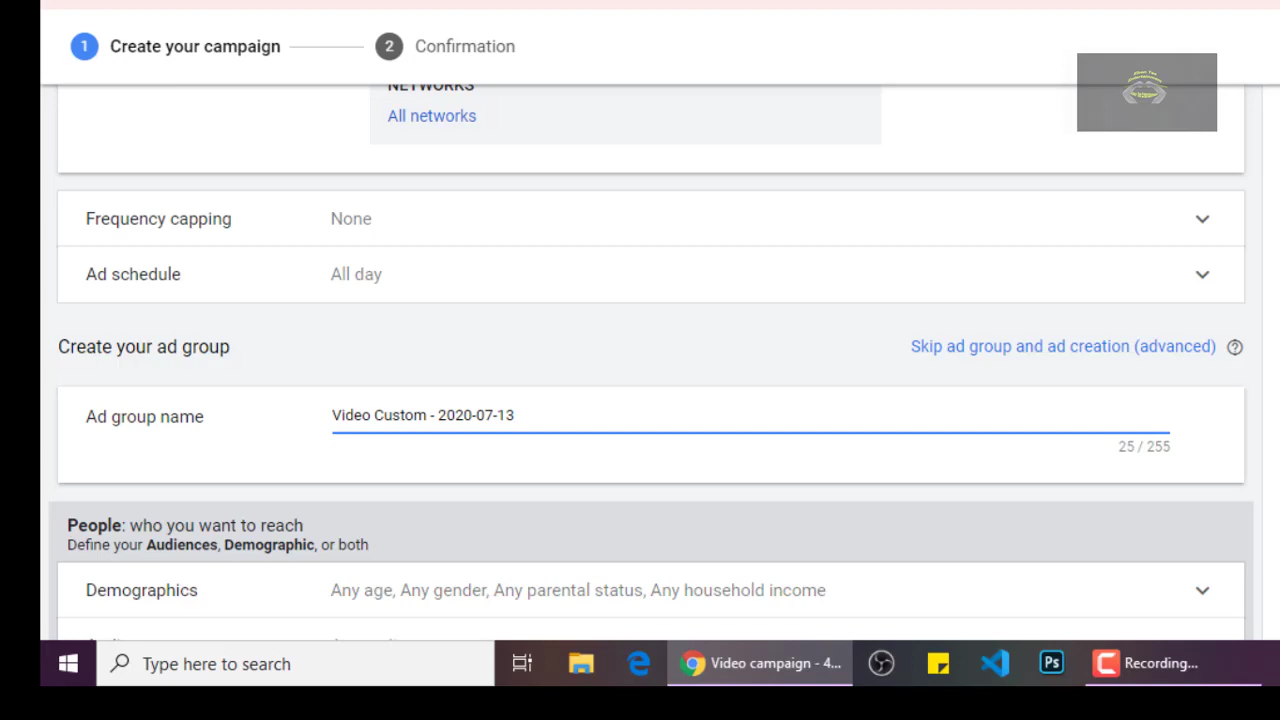 1 Create your campaign 2 Confirmation
NETWORKS
All networks
Frequency capping None
Ad schedule All day
Create your ad group Skip ad group and ad creation (advanced) ?
Ad group name Video Custom - 2020-07-13
25 / 255
People: who you want to reach
Define your Audiences, Demographic, or both
Demographics Any age, Any gender, Any parental status, Any household income
Type here to search Video campaign - 4... Ps Recording...